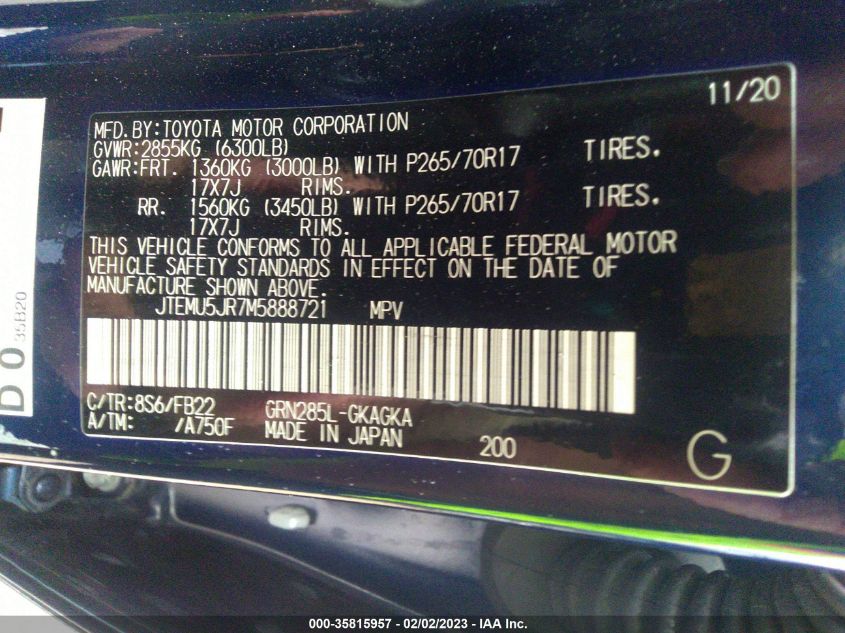 11/20
MFD.BY:TOYOTA MOTOR CORPORATION
GVWR:2855KG (6300LB)
GAWR:FRT. 1360KG (3000LB) WITH P265/70R17 TIRES.
17X7J RIMS.
RR. 1560KG (3450LB) WITH P265/70R17 TIRES.
17X7J RIMS.
THIS VEHICLE CONFORMS TO ALL APPLICABLE FEDERAL MOTOR
VEHICLE SAFETY STANDARDS IN EFFECT ON THE DATE OF
MANUFACTURE SHOWN ABOVE.
JTEMU5JR7M5888721 MPV
C/TR:8S6/FB22 GRN285L-GKAGKA
A/TM: /A750F MADE IN JAPAN 200 G
D 0
35B20
000-35815957 - 02/02/2023 - IAA Inc.